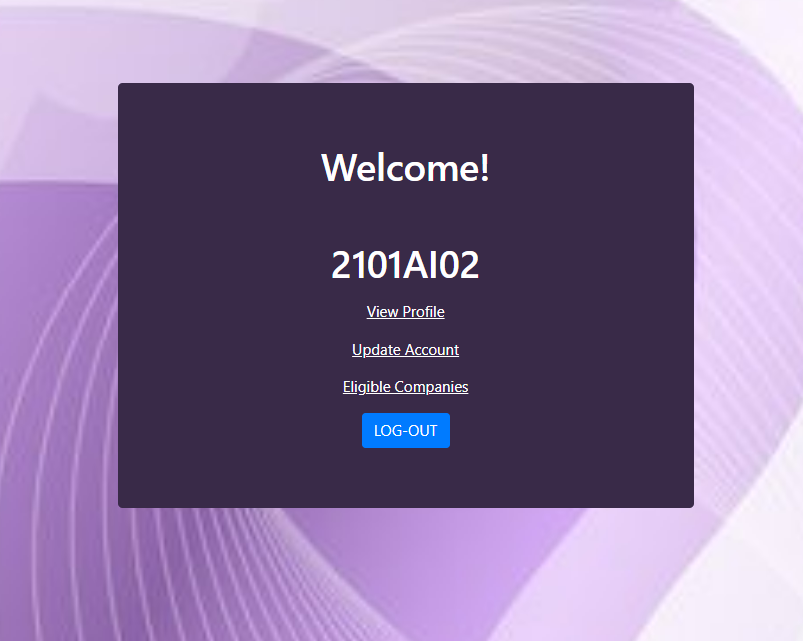 Welcome!
2101AI02
View Profile
Update Account
Eligible Companies
LOG-OUT